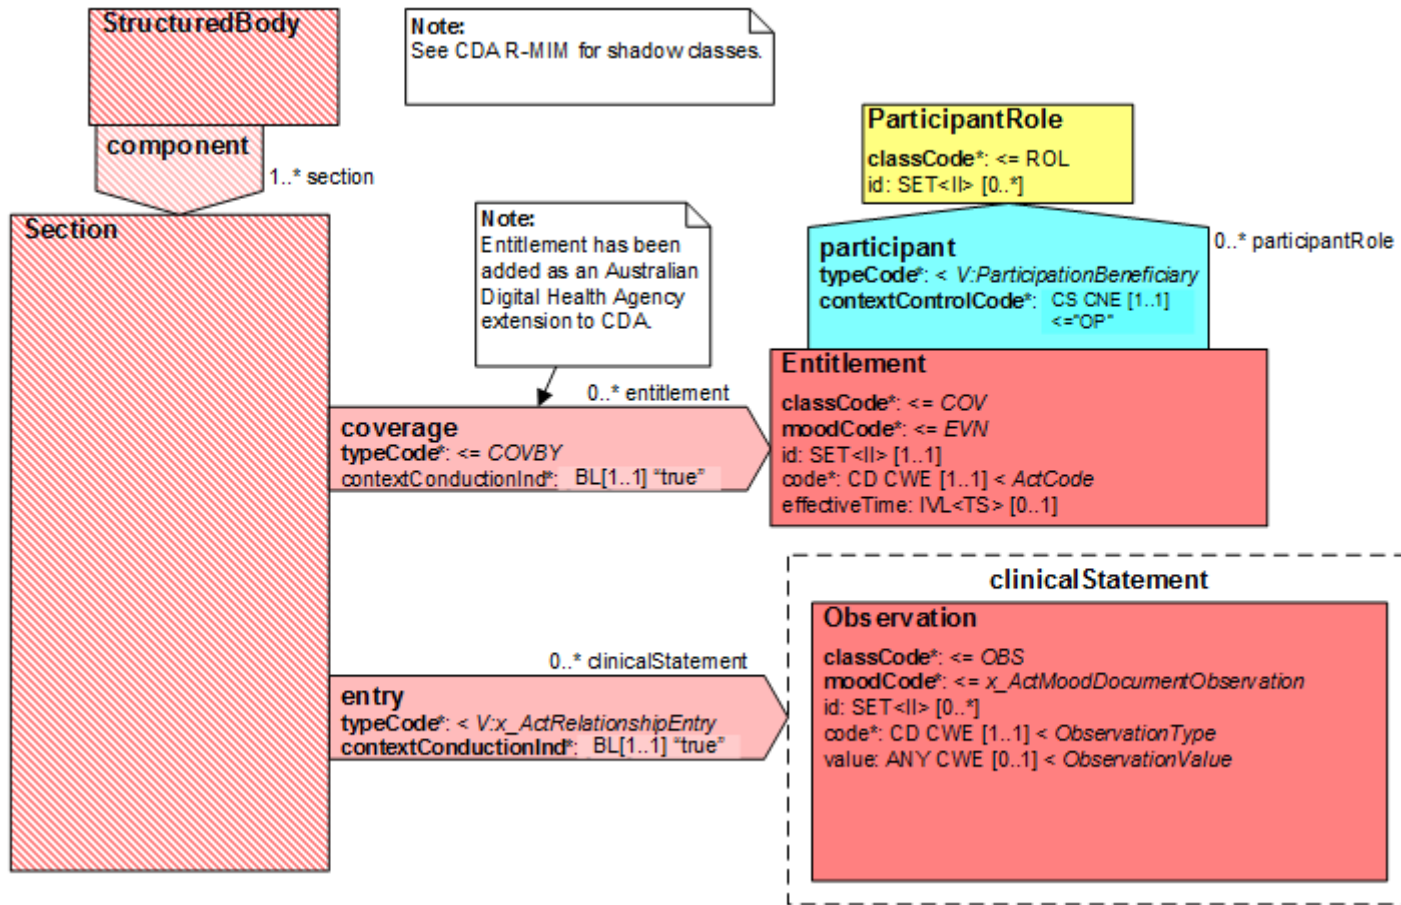 StructuredBody
Note:
See CDA R-MIM for shadow classes.
component
1..* section
ParticipantRole
classCode*: <= ROL
id: SET<II> [0..*]
Section
Note:
Entitlement has been
added as an Australian
Digital Health Agency
extension to CDA.
participant
typeCode*: < V:ParticipationBeneficiary
contextControlCode*: CS CNE [1..1]
<="OP"
0..* participantRole
0..* entitlement
coverage
typeCode*: <= COVBY
contextConductionInd*: BL[1..1] “true”
Entitlement
classCode*: <= COV
moodCode*: <= EVN
id: SET<II> [1..1]
code*: CD CWE [1..1] < ActCode
effectiveTime: IVL<TS> [0..1]
0..* clinicalStatement
entry
typeCode*: < V:x_ActRelationshipEntry
contextConductionInd*: BL[1..1] “true”
clinicalStatement
Observation
classCode*: <= OBS
moodCode*: <= x_ActMoodDocumentObservation
id: SET<II> [0..*]
code*: CD CWE [1..1] < ObservationType
value: ANY CWE [0..1] < ObservationValue